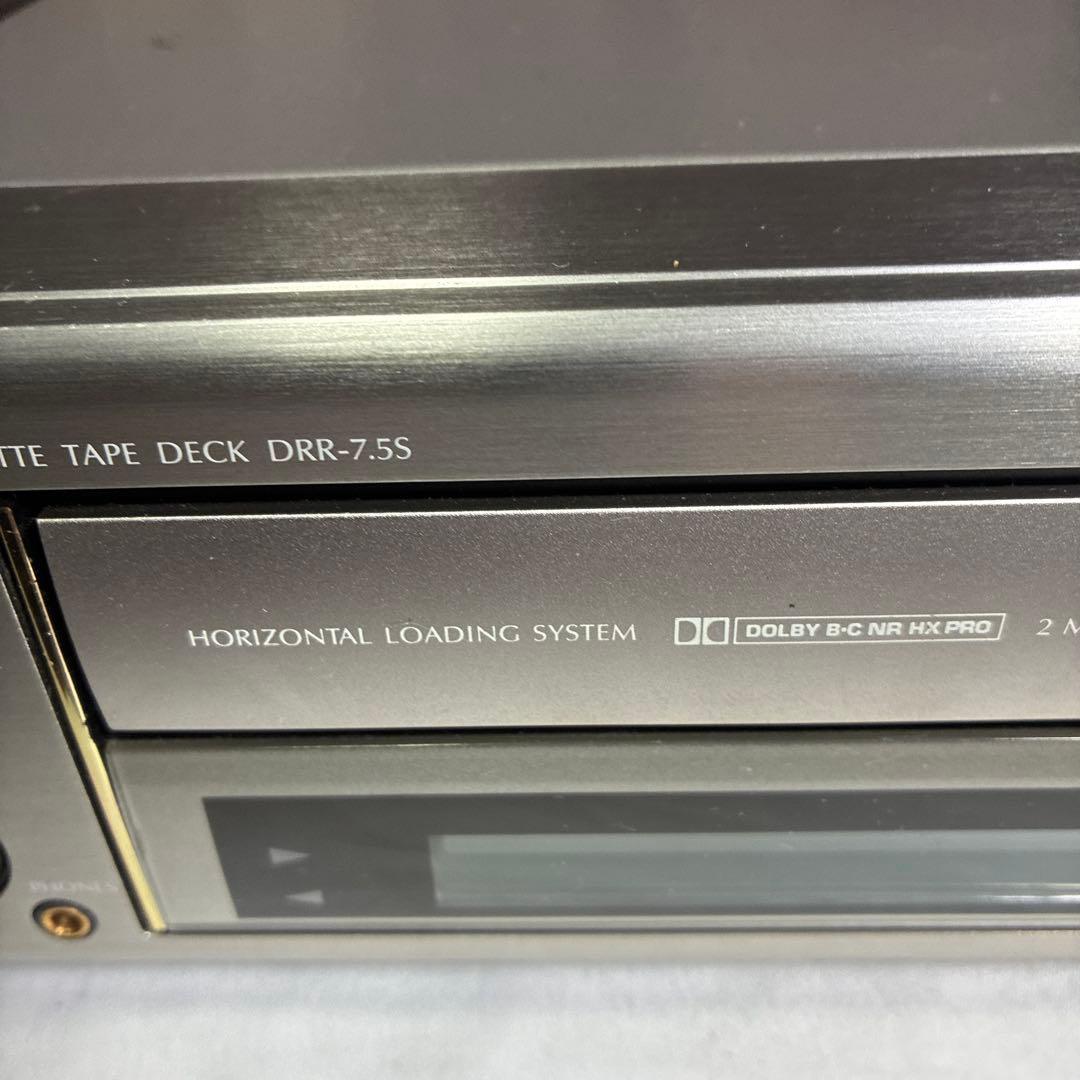 TTE TAPE DECK DRR-7.5S
HORIZONTAL LOADING SYSTEM DOLBY B·C NR HX PRO 2 M
PHONES